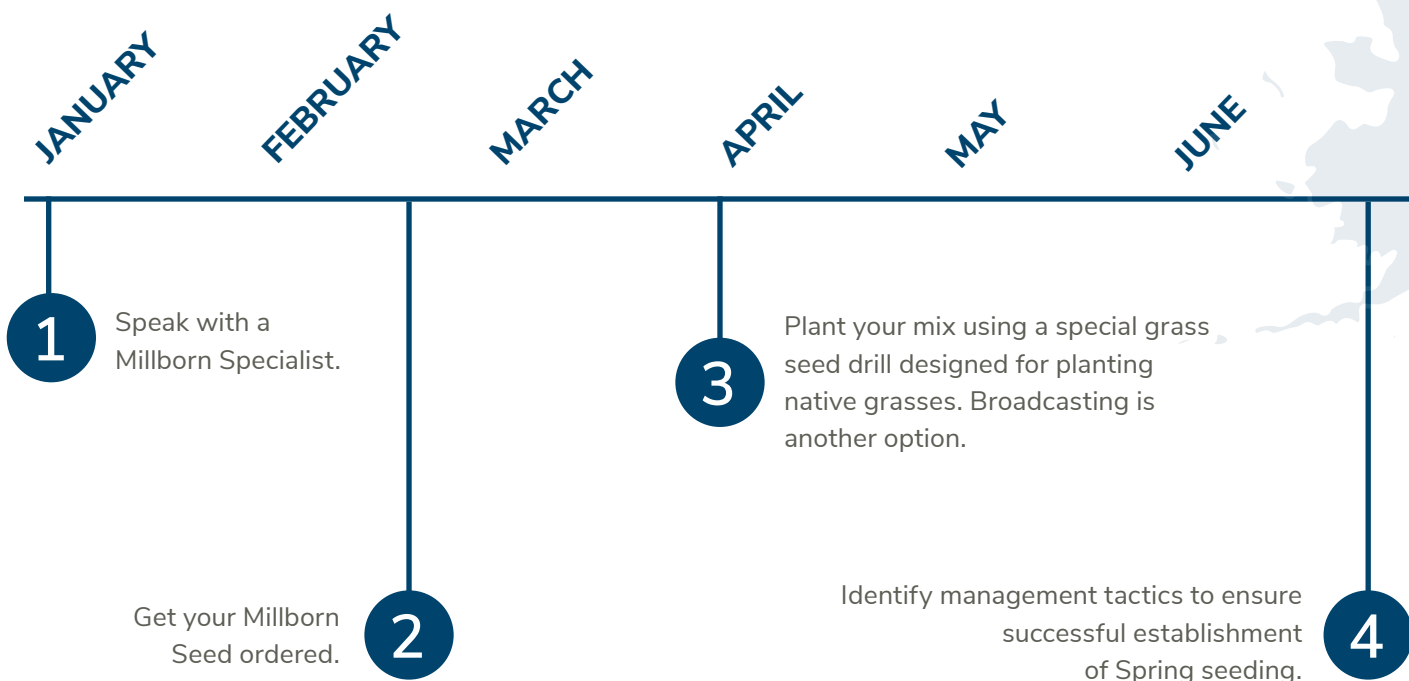 JANUARY
FEBRUARY
MARCH
APRIL
MAY
JUNE
1
Speak with a
Millborn Specialist.
3
Plant your mix using a special grass
seed drill designed for planting
native grasses. Broadcasting is
another option.
Get your Millborn
Seed ordered.
2
Identify management tactics to ensure
successful establishment
of Spring seeding.
4